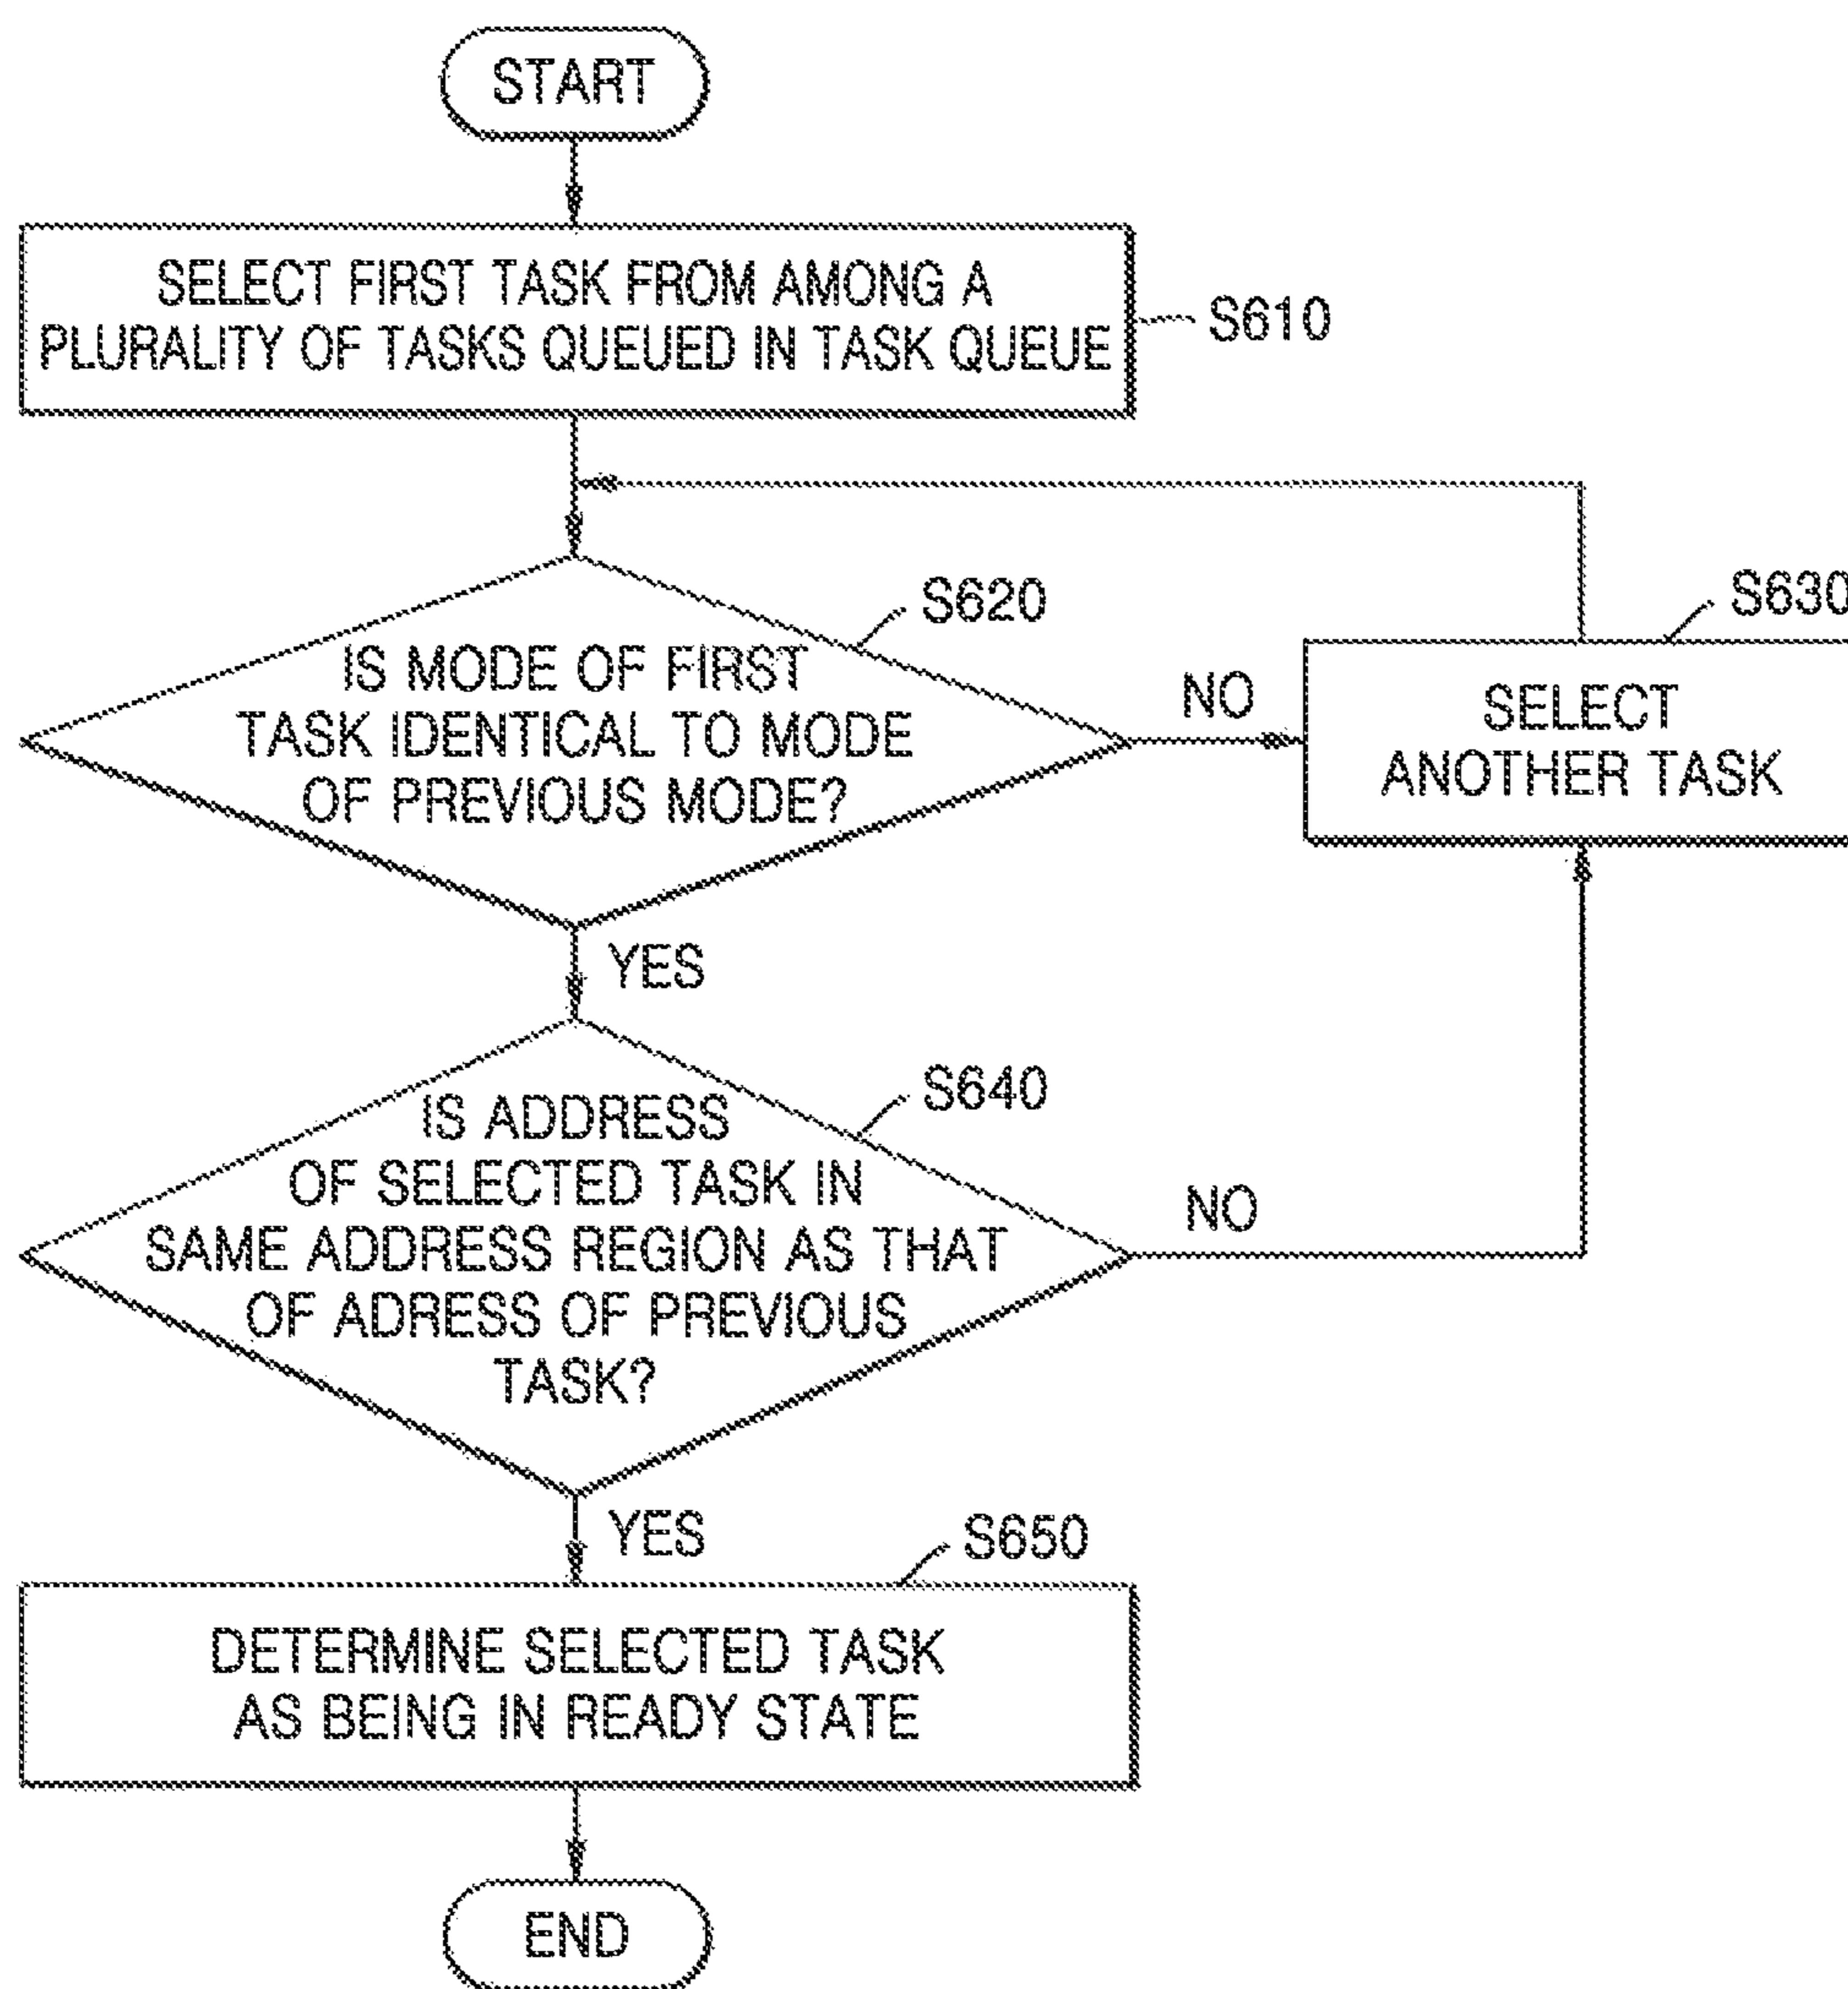 START
SELECT FIRST TASK FROM AMONG A
PLURALITY OF TASKS QUEUED IN TASK QUEUE
S610
S620
IS MODE OF FIRST
TASK IDENTICAL TO MODE
OF PREVIOUS MODE?
NO
S630
SELECT
ANOTHER TASK
YES
S640
IS ADDRESS
OF SELECTED TASK IN
SAME ADDRESS REGION AS THAT
OF ADRESS OF PREVIOUS
TASK?
NO
YES
S650
DETERMINE SELECTED TASK
AS BEING IN READY STATE
END